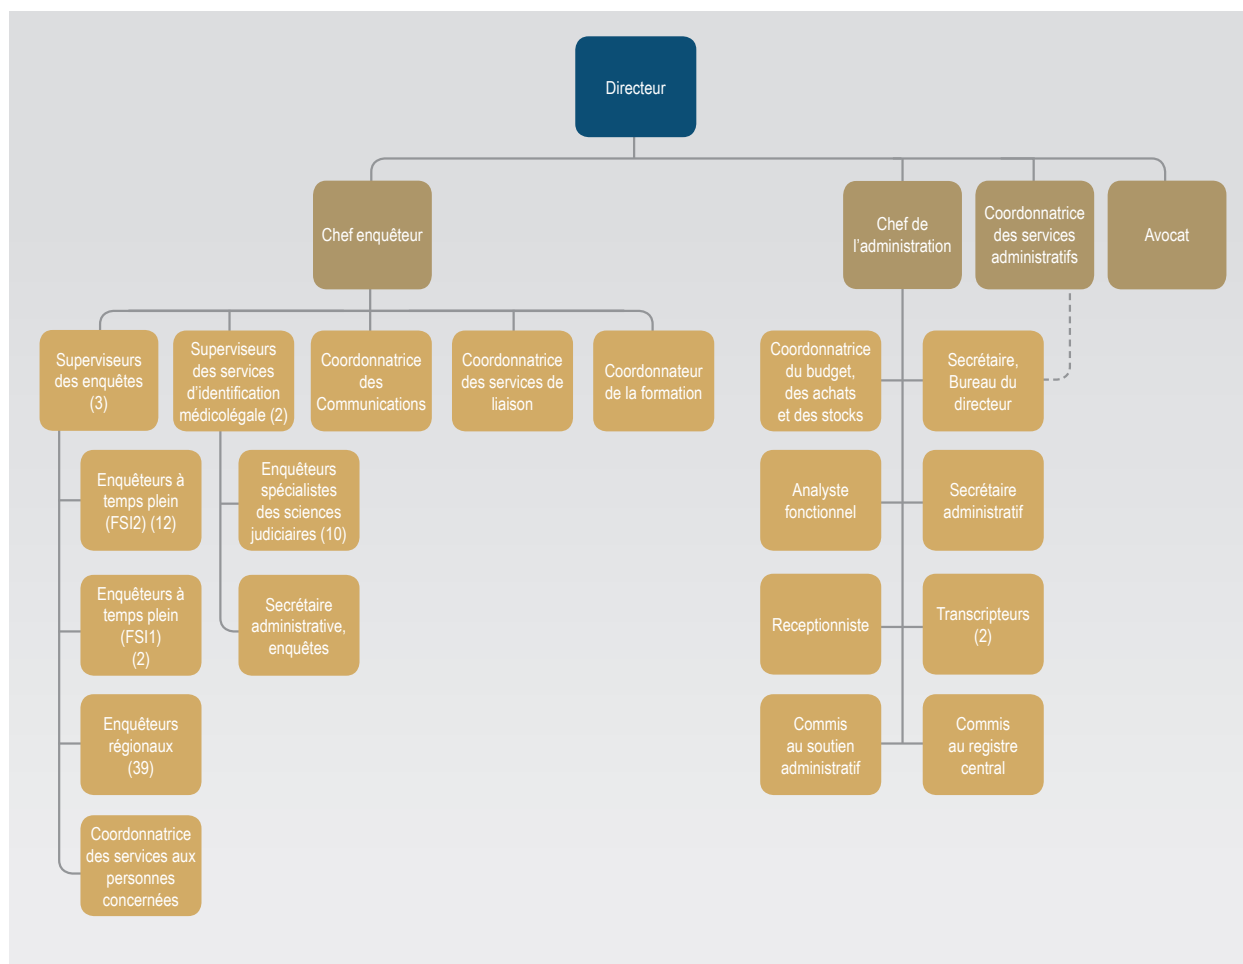 Directeur
Chef enquêteur
Chef de
l’administration
Coordonnatrice
des services
administratifs
Avocat
Superviseurs
des enquêtes
(3)
Superviseurs
des services
d’identification
médicolégale (2)
Coordonnatrice
des
Communications
Coordonnatrice
des services de
liaison
Coordonnateur
de la formation
Coordonnatrice
du budget,
des achats
et des stocks
Secrétaire,
Bureau du
directeur
Enquêteurs à
temps plein
(FSI2) (12)
Enquêteurs
spécialistes
des sciences
judiciaires (10)
Analyste
fonctionnel
Secrétaire
administratif
Enquêteurs à
temps plein
(FSI1)
(2)
Secrétaire
administrative,
enquêtes
Receptionniste
Transcripteurs
(2)
Enquêteurs
régionaux
(39)
Commis
au soutien
administratif
Commis
au registre
central
Coordonnatrice
des services aux
personnes
concernées